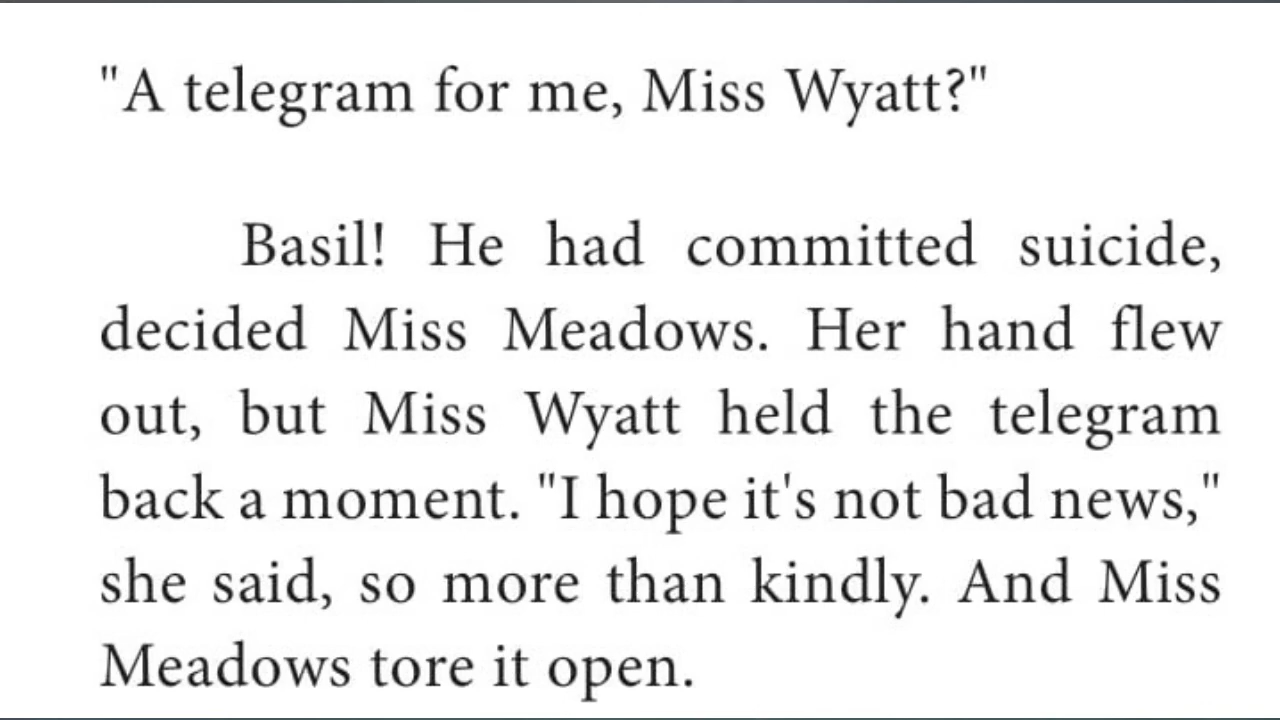 "A telegram for me, Miss Wyatt?"
Basil! He had committed suicide,
decided Miss Meadows. Her hand flew
out, but Miss Wyatt held the telegram
back a moment. "I hope it's not bad news,"
she said, so more than kindly. And Miss
Meadows tore it open.